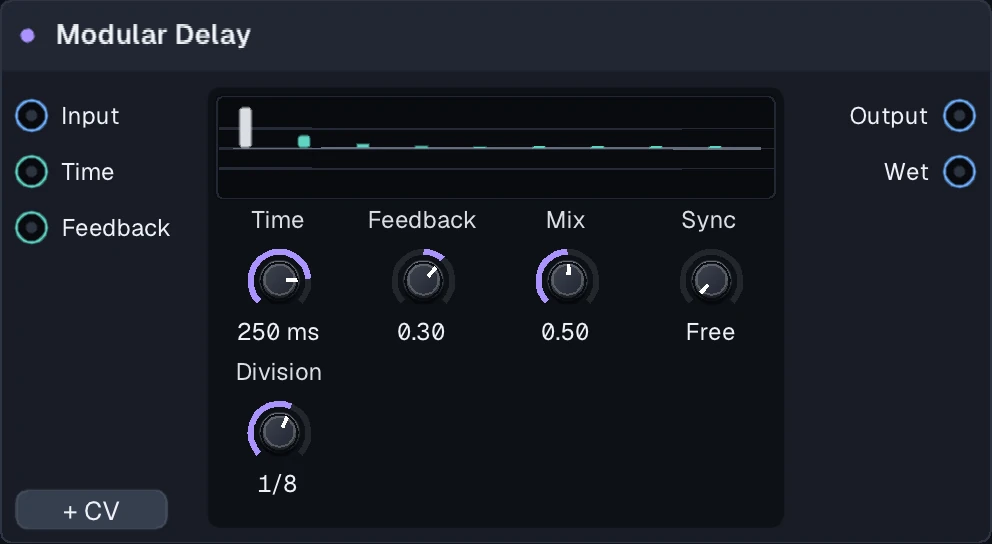 Modular Delay
Input
Time
Feedback
Output
Wet
Time Feedback Mix Sync
250 ms 0.30 0.50 Free
Division
1/8
+ CV